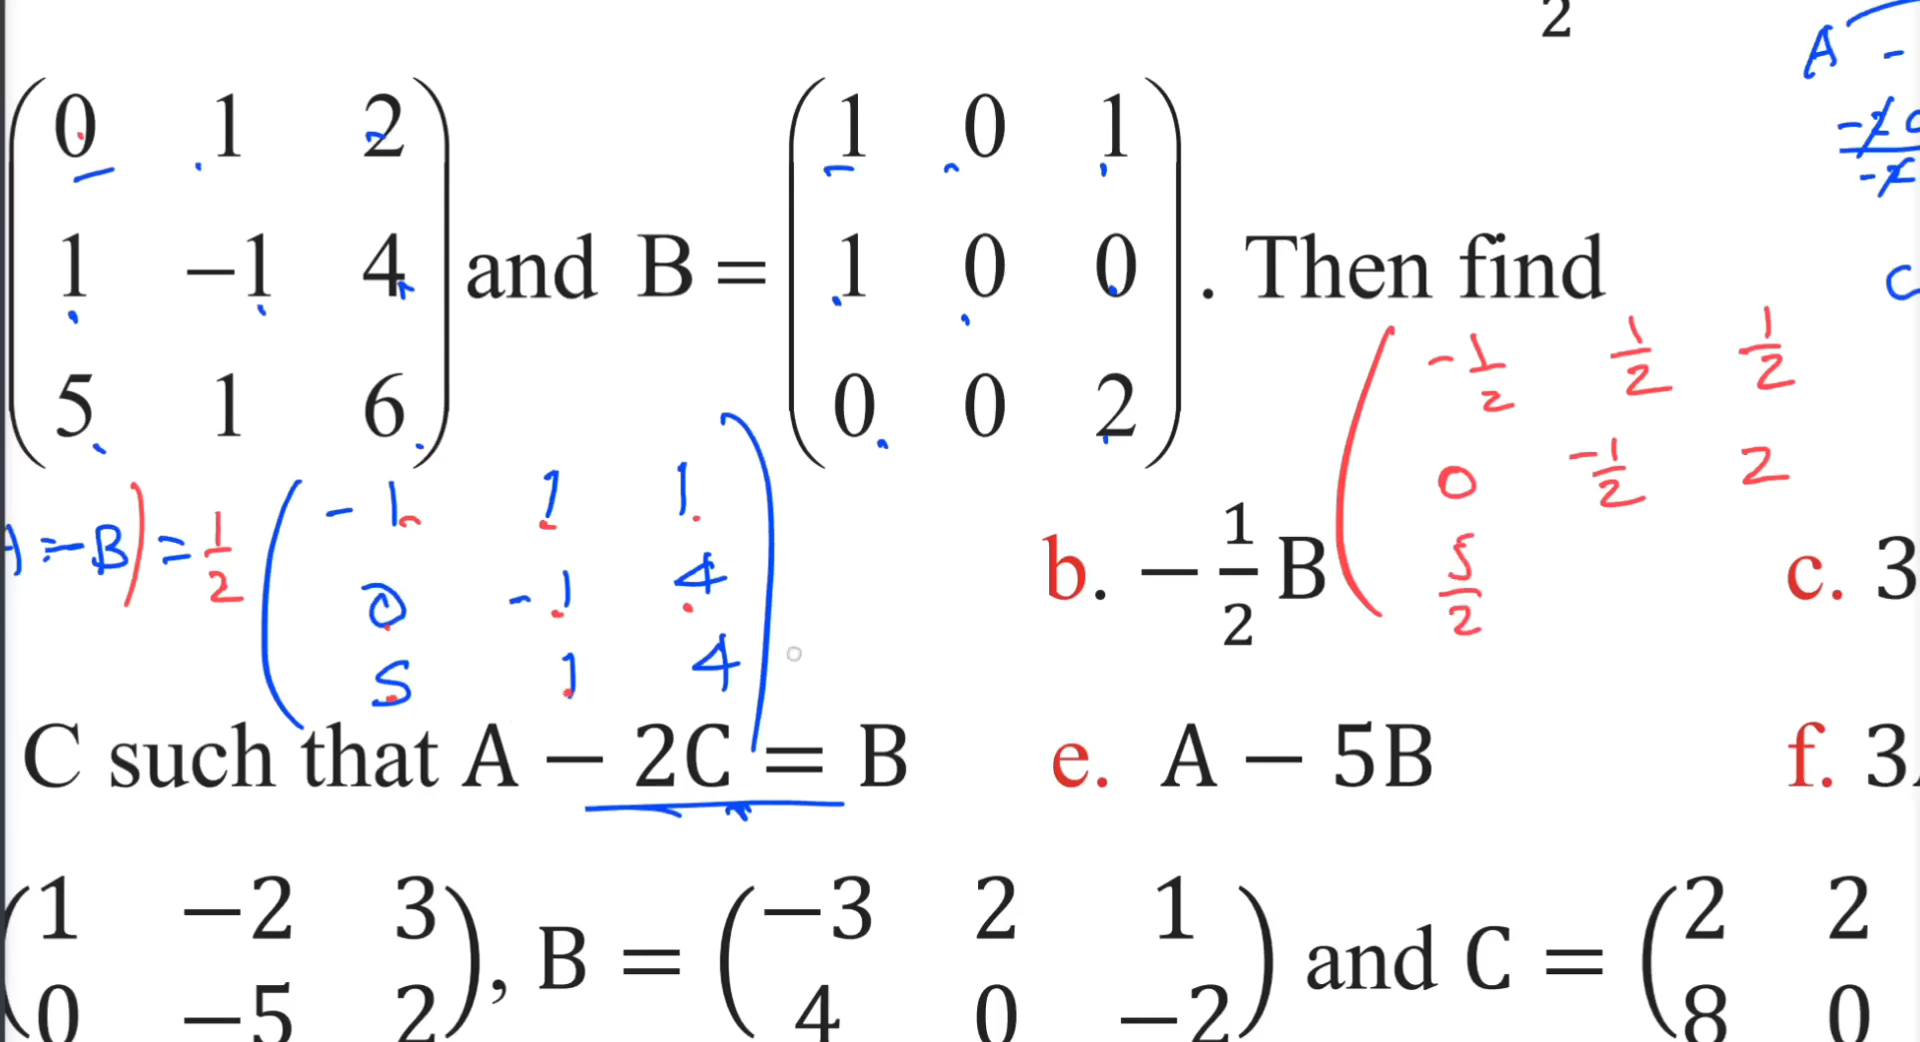 2
A -
0 1 2 1 0 1
1 −1 4 and B = 1 0 0 . Then find
5 1 6 0 0 2
-1/2 1/2 1/2
0 -1/2 2
5/2
A - B) = 1/2 ( -1 1 1
0 -1 4
5 1 4 )
b. − 1/2 B c. 3
C such that A − 2C = B e. A − 5B f. 3
1 −2 3 , B = −3 2 1 and C = 2 2
0 −5 2 4 0 −2 8 0